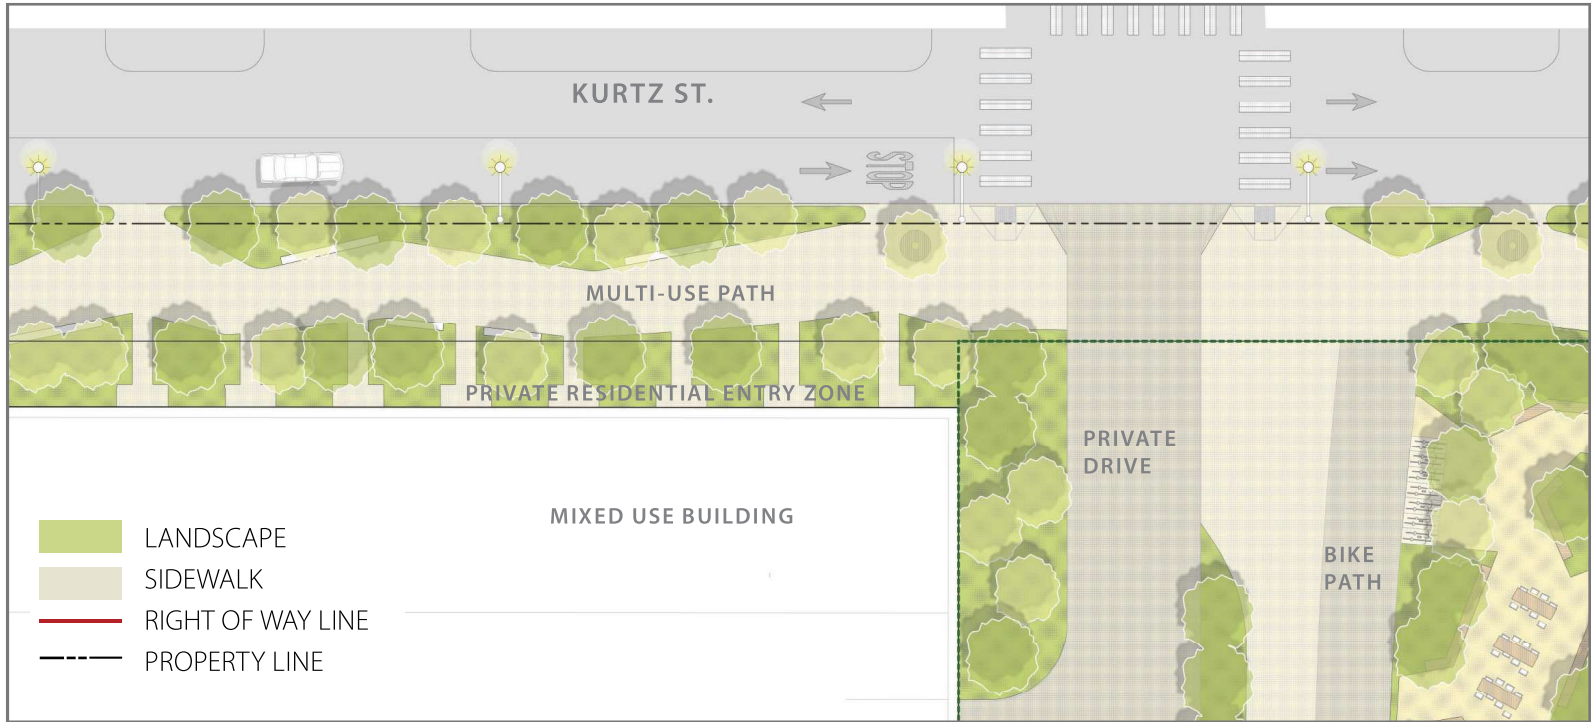 KURTZ ST.
STOP
MULTI-USE PATH
PRIVATE RESIDENTIAL ENTRY ZONE
PRIVATE
DRIVE
MIXED USE BUILDING
BIKE
PATH
LANDSCAPE
SIDEWALK
RIGHT OF WAY LINE
PROPERTY LINE